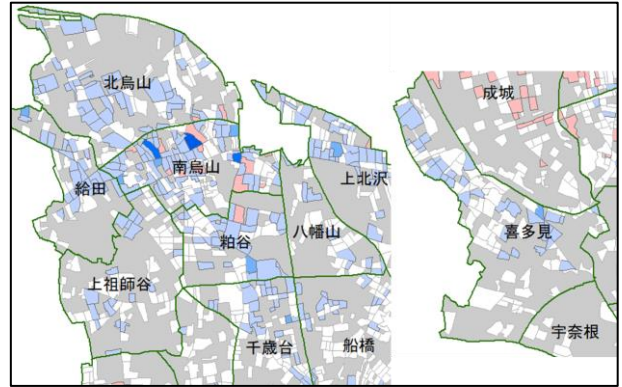 北烏山
給田
南烏山
上北沢
粕谷
八幡山
上祖師谷
千歳台
船橋
成城
喜多見
宇奈根